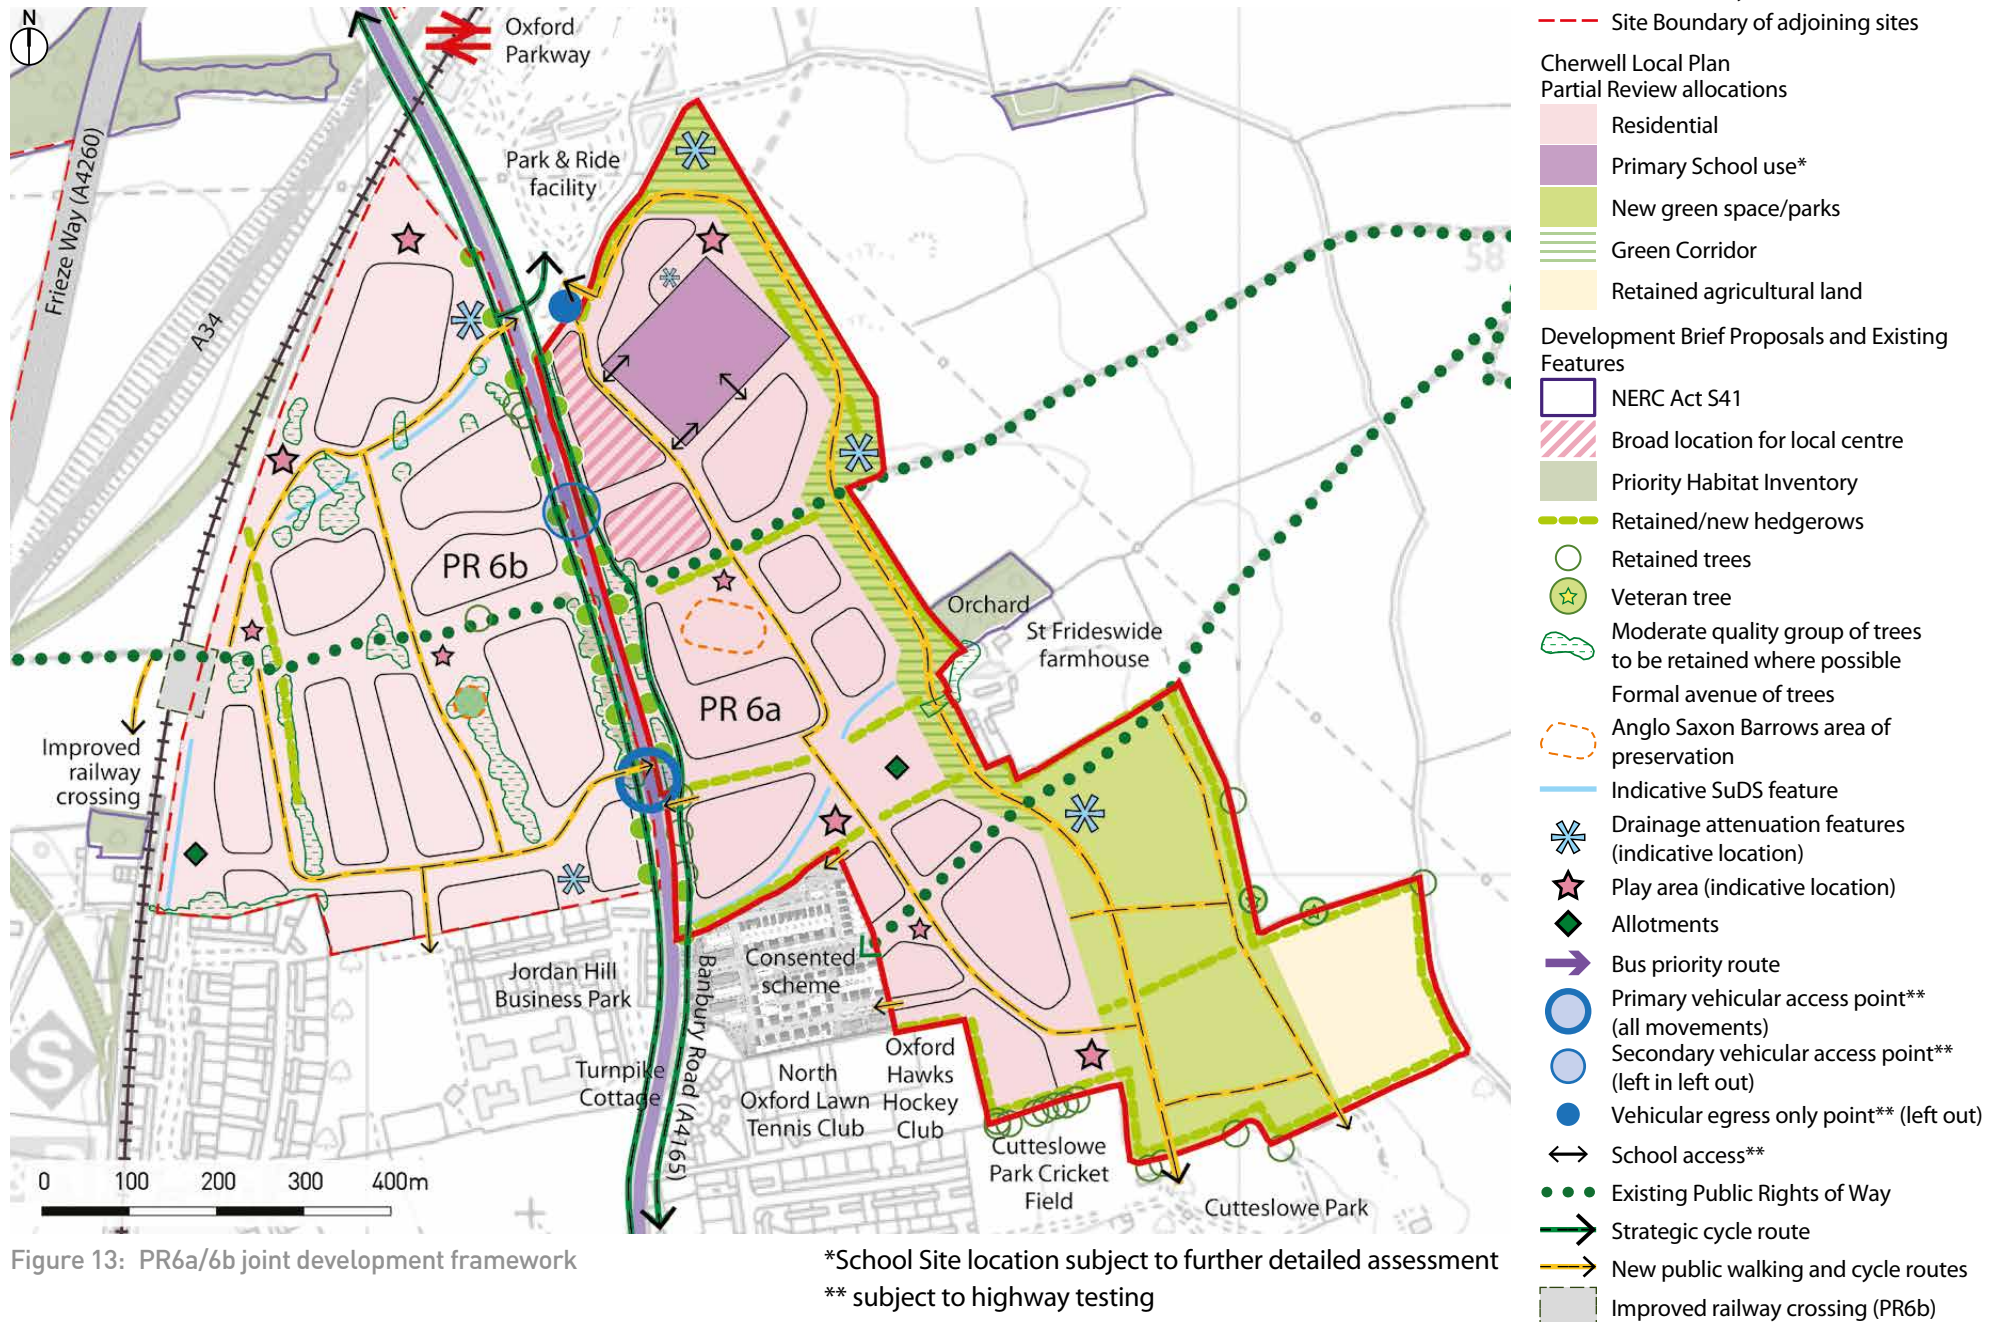 N
Oxford
Parkway
Frieze Way (A4260)
A34
Park & Ride
facility
58
PR 6b
PR 6a
Orchard
St Frideswide
farmhouse
Improved
railway
crossing
Jordan Hill
Business Park
Consented
scheme
Banbury Road (A4165)
Turnpike
Cottage
North
Oxford Lawn
Tennis Club
Oxford
Hawks
Hockey
Club
Cutteslowe
Park Cricket
Field
Cutteslowe Park
S
0 100 200 300 400m
Figure 13: PR6a/6b joint development framework
*School Site location subject to further detailed assessment
** subject to highway testing
Site Boundary of adjoining sites
Cherwell Local Plan
Partial Review allocations
Residential
Primary School use*
New green space/parks
Green Corridor
Retained agricultural land
Development Brief Proposals and Existing
Features
NERC Act S41
Broad location for local centre
Priority Habitat Inventory
Retained/new hedgerows
Retained trees
Veteran tree
Moderate quality group of trees
to be retained where possible
Formal avenue of trees
Anglo Saxon Barrows area of
preservation
Indicative SuDS feature
Drainage attenuation features
(indicative location)
Play area (indicative location)
Allotments
Bus priority route
Primary vehicular access point**
(all movements)
Secondary vehicular access point**
(left in left out)
Vehicular egress only point** (left out)
School access**
Existing Public Rights of Way
Strategic cycle route
New public walking and cycle routes
Improved railway crossing (PR6b)